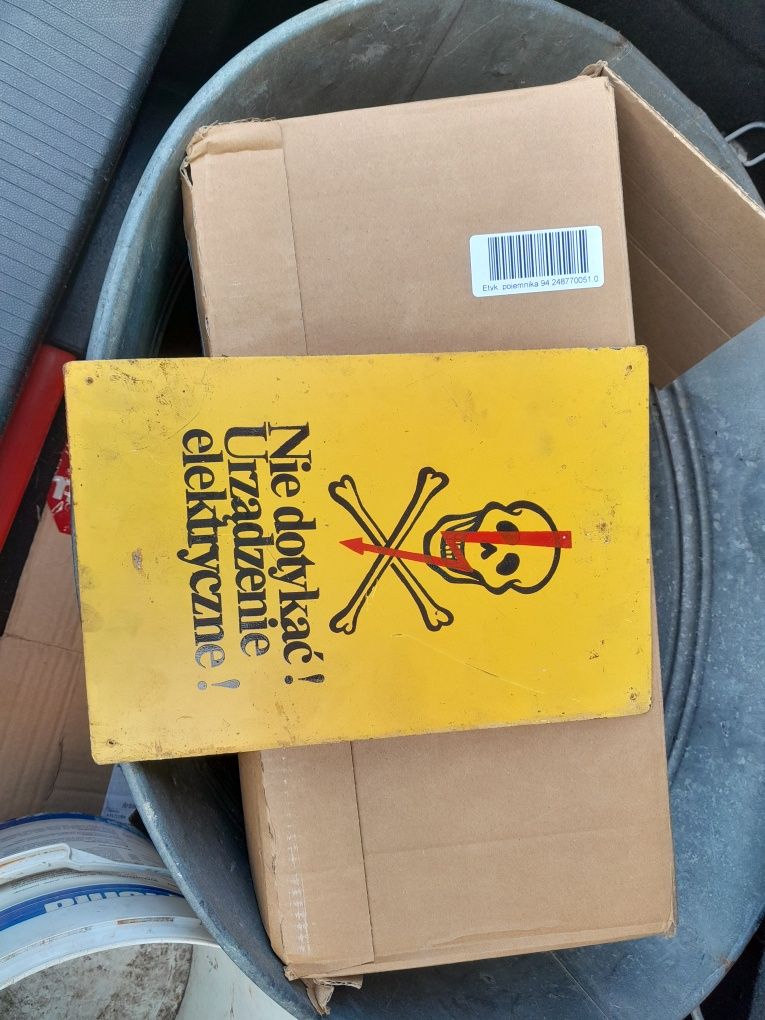 Nie dotykać!
Urządzenie
elektryczne!
Etyk. pojemnika 94 248770051.0